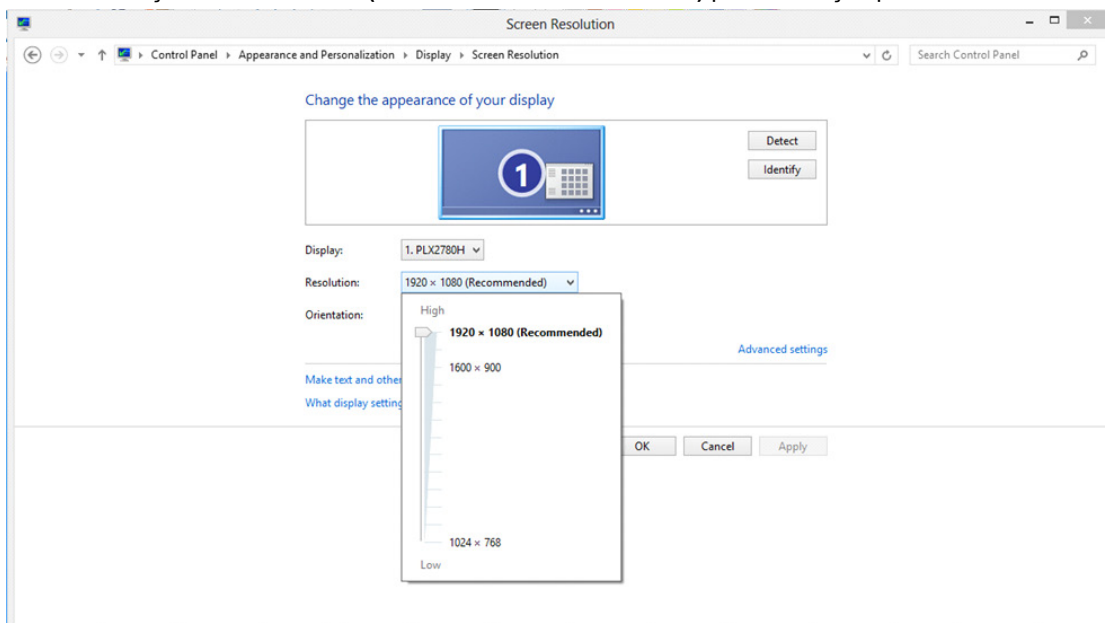 Screen Resolution
Control Panel ▸ Appearance and Personalization ▸ Display ▸ Screen Resolution
Search Control Panel
Change the appearance of your display
1
Detect
Identify
Display: 1. PLX2780H
Resolution: 1920 × 1080 (Recommended)
Orientation:
High
1920 × 1080 (Recommended)
Advanced settings
1600 × 900
Make text and other
What display setting
OK Cancel Apply
1024 × 768
Low